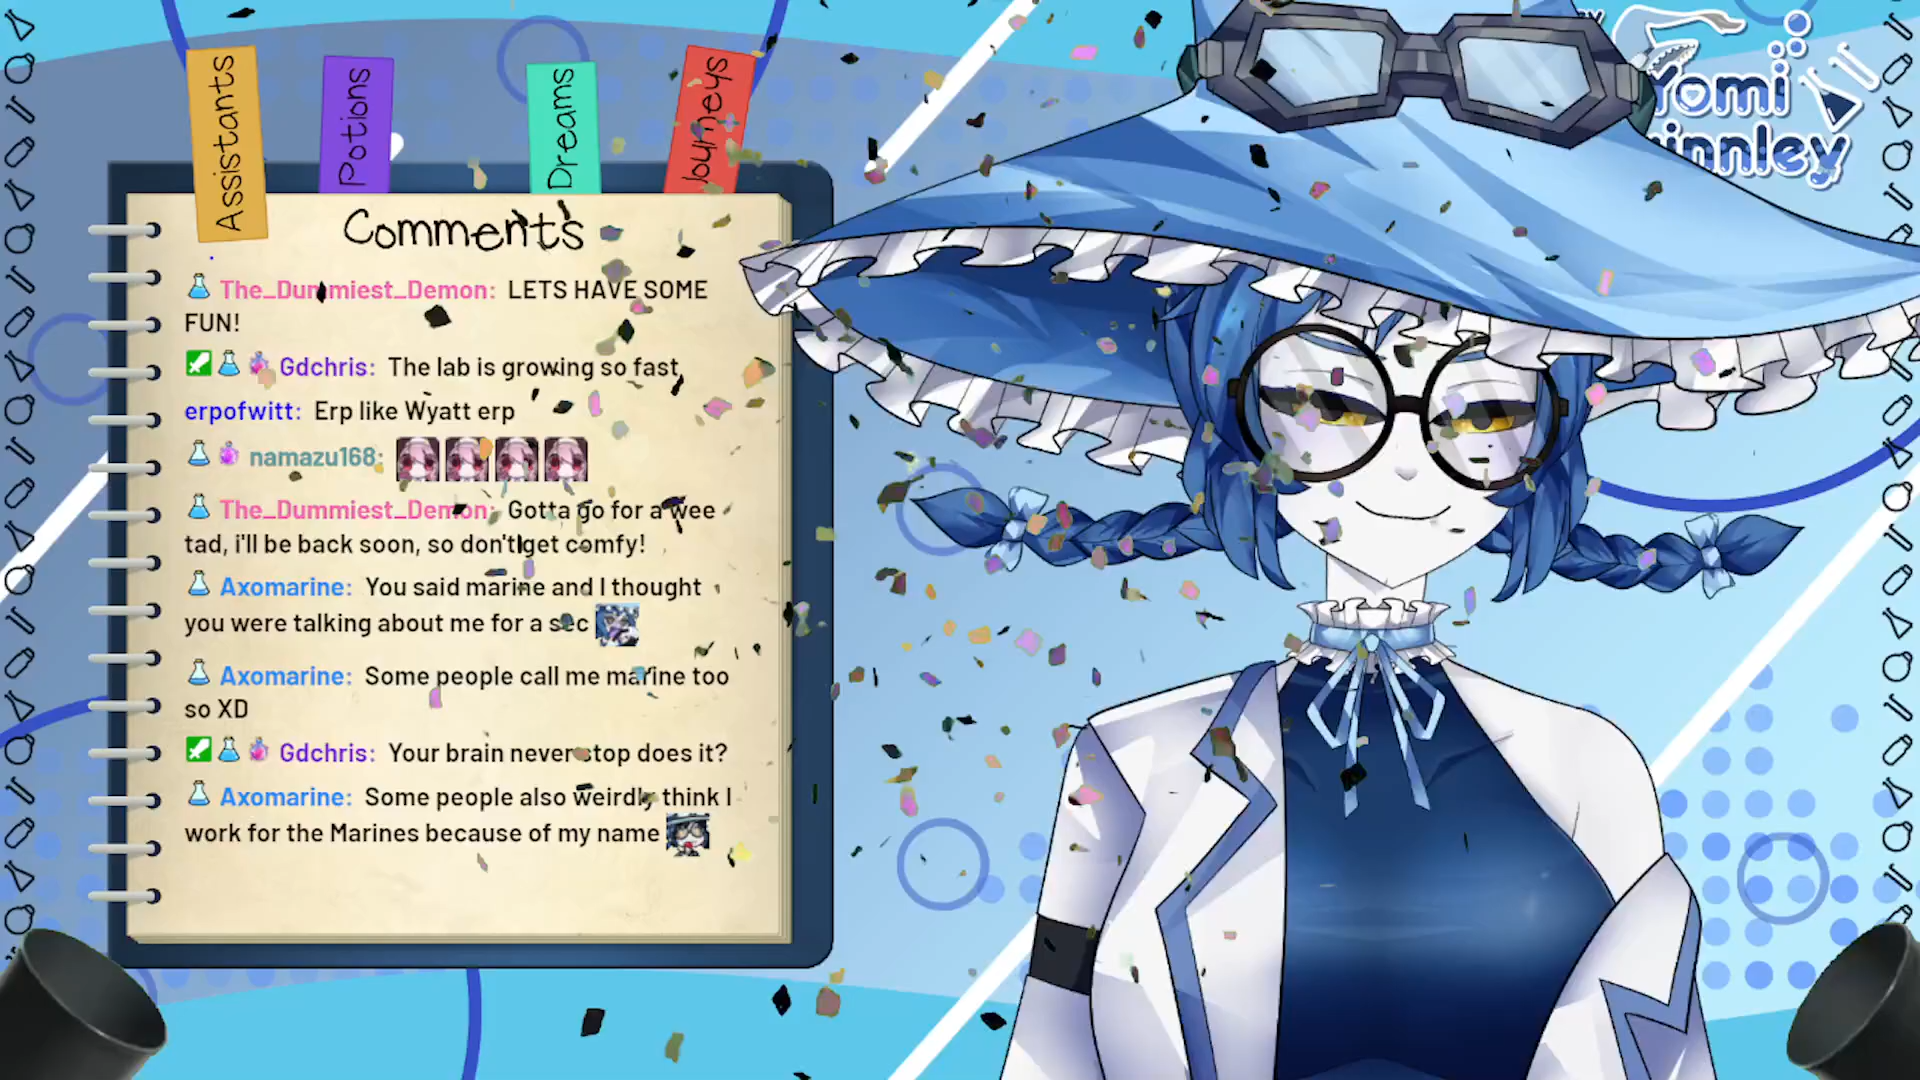 Assistants
Potions
Dreams
Journeys
Yomi
Comments
The_Dummiest_Demon: LETS HAVE SOME
FUN!
Gdchris: The lab is growing so fast
erpofwitt: Erp like Wyatt erp
namazu168:
The_Dummiest_Demon: Gotta go for a wee
tad, i'll be back soon, so don't get comfy!
Axomarine: You said marine and I thought
you were talking about me for a sec
Axomarine: Some people call me marine too
so XD
Gdchris: Your brain never stop does it?
Axomarine: Some people also weirdly think I
work for the Marines because of my name